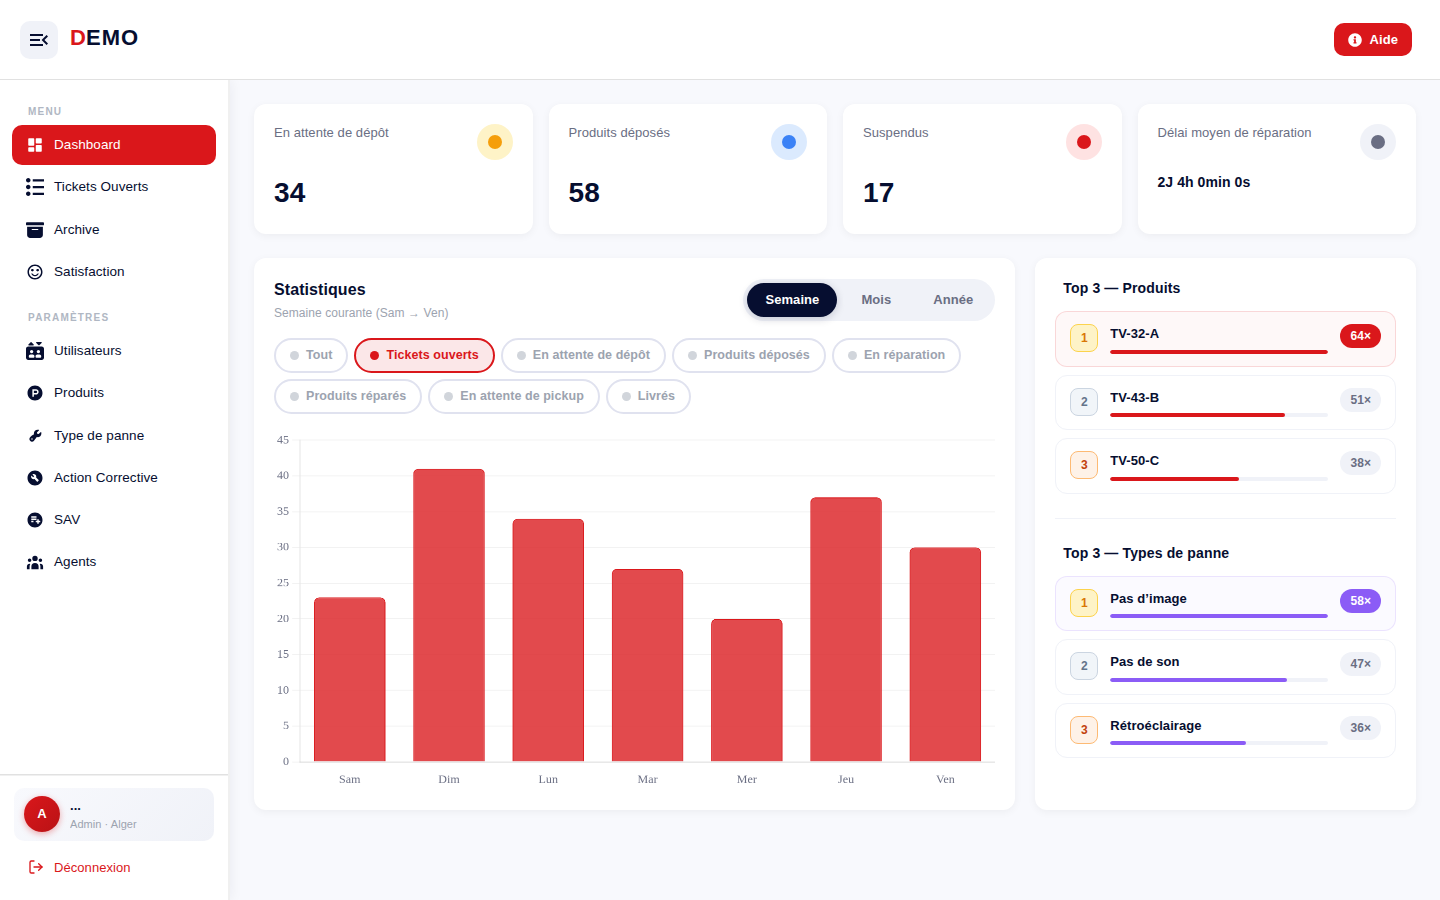 DEMO
Aide
MENU
Dashboard
Tickets Ouverts
Archive
Satisfaction
PARAMÈTRES
Utilisateurs
Produits
Type de panne
Action Corrective
SAV
Agents
A
...
Admin · Alger
Déconnexion
En attente de dépôt
34
Produits déposés
58
Suspendus
17
Délai moyen de réparation
2J 4h 0min 0s
Statistiques
Semaine courante (Sam → Ven)
Semaine Mois Année
Tout Tickets ouverts En attente de dépôt Produits déposés En réparation
Produits réparés En attente de pickup Livrés
45
40
35
30
25
20
15
10
5
0
Sam Dim Lun Mar Mer Jeu Ven
Top 3 — Produits
1 TV-32-A 64×
2 TV-43-B 51×
3 TV-50-C 38×
Top 3 — Types de panne
1 Pas d’image 58×
2 Pas de son 47×
3 Rétroéclairage 36×